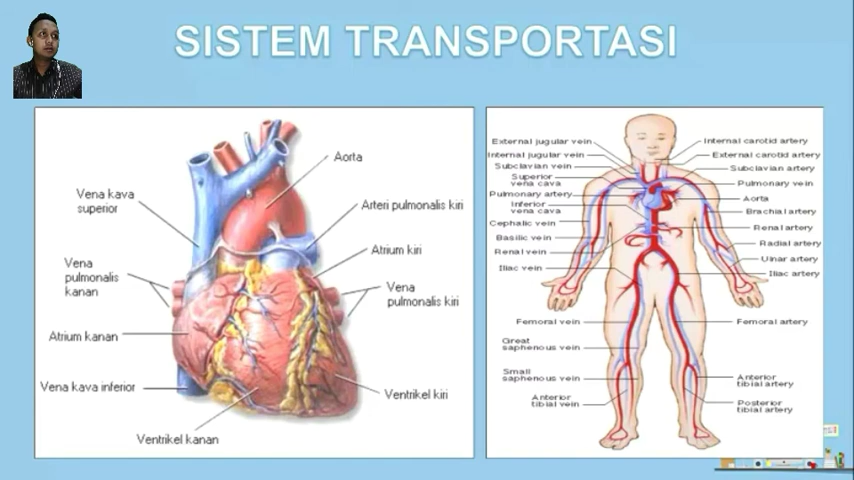 SISTEM TRANSPORTASI
Aorta
Vena kava
superior
Arteri pulmonalis kiri
Atrium kiri
Vena
pulmonalis
kanan
Vena
pulmonalis kiri
Atrium kanan
Vena kava inferior
Ventrikel kiri
Ventrikel kanan
External jugular vein
Internal jugular vein
Subclavian vein
Superior
vena cava
Pulmonary artery
Inferior
vena cava
Cephalic vein
Basilic vein
Renal vein
Iliac vein
Femoral vein
Great
saphenous vein
Small
saphenous vein
Anterior
tibial vein
Internal carotid artery
External carotid artery
Subclavian artery
Pulmonary vein
Aorta
Brachial artery
Renal artery
Radial artery
Ulnar artery
Iliac artery
Femoral artery
Anterior
tibial artery
Posterior
tibial artery